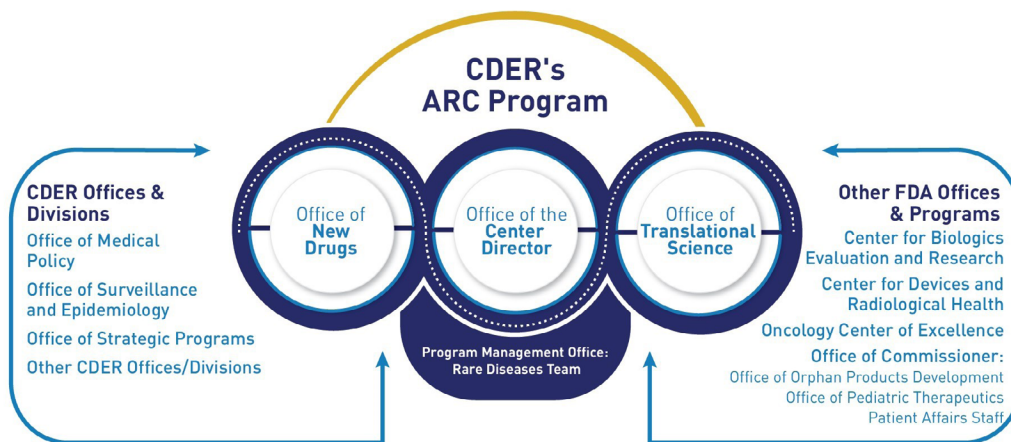 CDER's
ARC Program
CDER Offices &
Divisions
Office of Medical
Policy
Office of Surveillance
and Epidemiology
Office of Strategic Programs
Other CDER Offices/Divisions
Office of
New
Drugs
Office of the
Center
Director
Office of
Translational
Science
Program Management Office:
Rare Diseases Team
Other FDA Offices
& Programs
Center for Biologics
Evaluation and Research
Center for Devices and
Radiological Health
Oncology Center of Excellence
Office of Commissioner:
Office of Orphan Products Development
Office of Pediatric Therapeutics
Patient Affairs Staff